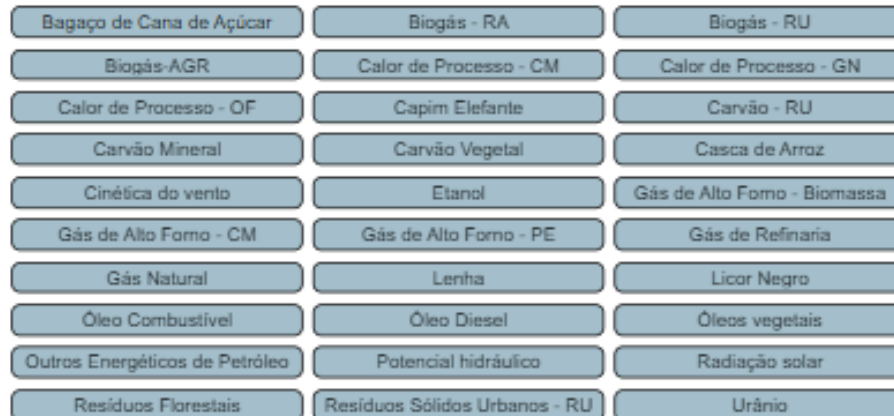 Bagaço de Cana de Açúcar Biogás - RA Biogás - RU
Biogás-AGR Calor de Processo - CM Calor de Processo - GN
Calor de Processo - OF Capim Elefante Carvão - RU
Carvão Mineral Carvão Vegetal Casca de Arroz
Cinética do vento Etanol Gás de Alto Forno - Biomassa
Gás de Alto Forno - CM Gás de Alto Forno - PE Gás de Refinaria
Gás Natural Lenha Licor Negro
Óleo Combustível Óleo Diesel Óleos vegetais
Outros Energéticos de Petróleo Potencial hidráulico Radiação solar
Resíduos Florestais Resíduos Sólidos Urbanos - RU Urânio